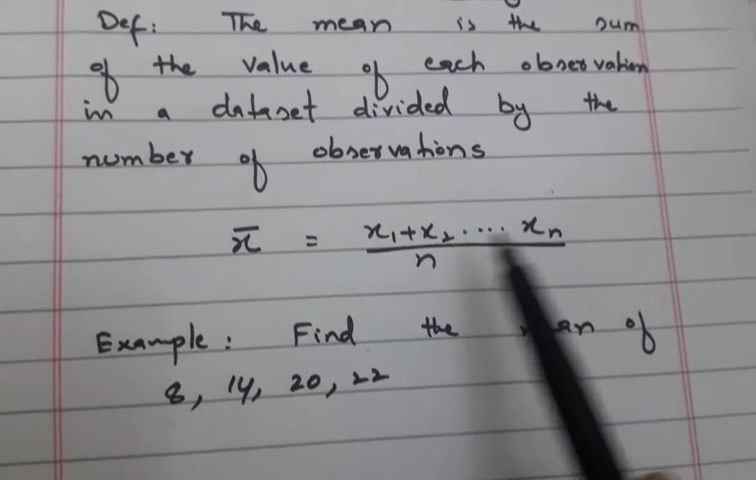 Def: The mean is the sum
of the value of each observation
in a dataset divided by the
number of observations
x̄ = x₁+x₂....xₙ
n
Example: Find the of
8, 14, 20, 22